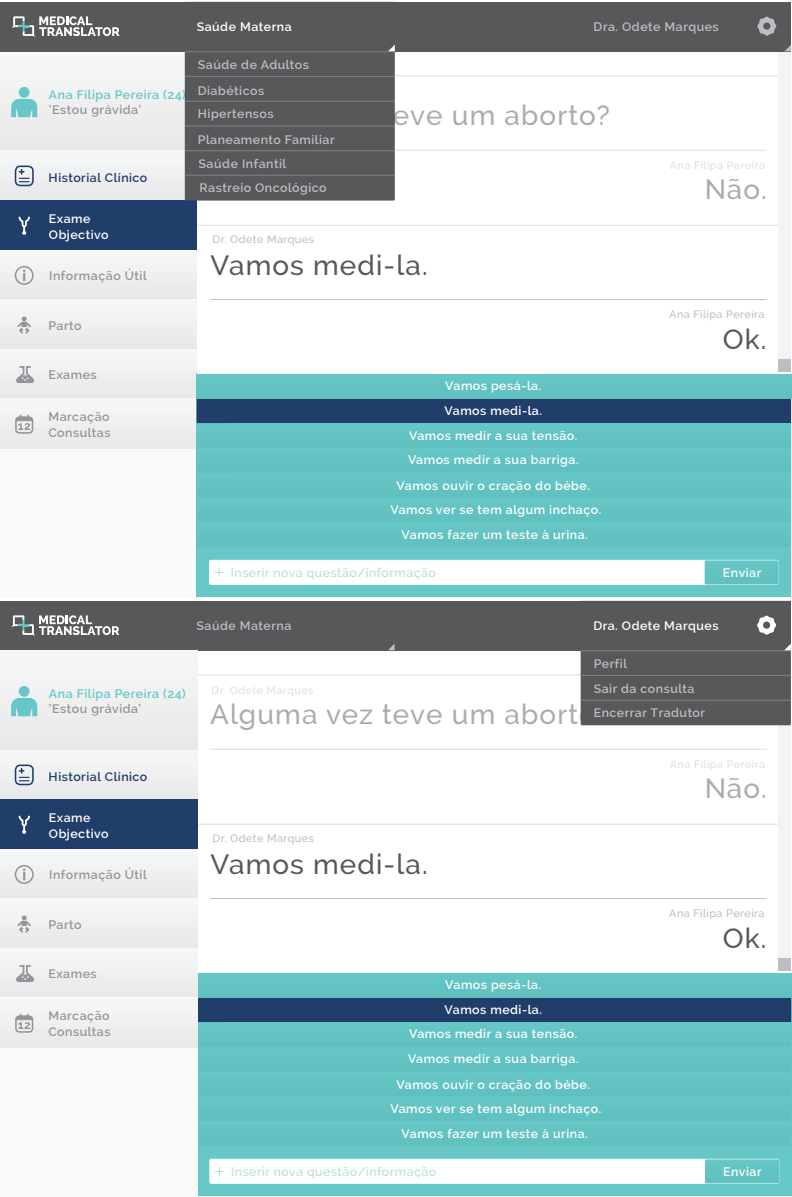 MEDICAL
TRANSLATOR
Saúde Materna
Dra. Odete Marques
Saúde de Adultos
Diabéticos
Hipertensos
Planeamento Familiar
Saúde Infantil
Rastreio Oncológico
Ana Filipa Pereira (24)
'Estou grávida'
Historial Clínico
Exame
Objectivo
Informação Útil
Parto
Exames
12
Marcação
Consultas
eve um aborto?
Ana Filipa Pereira
Não.
Dr. Odete Marques
Vamos medi-la.
Ana Filipa Pereira
Ok.
Vamos pesá-la.
Vamos medi-la.
Vamos medir a sua tensão.
Vamos medir a sua barriga.
Vamos ouvir o cração do bébe.
Vamos ver se tem algum inchaço.
Vamos fazer um teste à urina.
+ Inserir nova questão/informação
Enviar
MEDICAL
TRANSLATOR
Saúde Materna
Dra. Odete Marques
Perfil
Sair da consulta
Encerrar Tradutor
Ana Filipa Pereira (24)
'Estou grávida'
Historial Clínico
Exame
Objectivo
Informação Útil
Parto
Exames
12
Marcação
Consultas
Dr. Odete Marques
Alguma vez teve um abort
Ana Filipa Pereira
Não.
Dr. Odete Marques
Vamos medi-la.
Ana Filipa Pereira
Ok.
Vamos pesá-la.
Vamos medi-la.
Vamos medir a sua tensão.
Vamos medir a sua barriga.
Vamos ouvir o cração do bébe.
Vamos ver se tem algum inchaço.
Vamos fazer um teste à urina.
+ Inserir nova questão/informação
Enviar